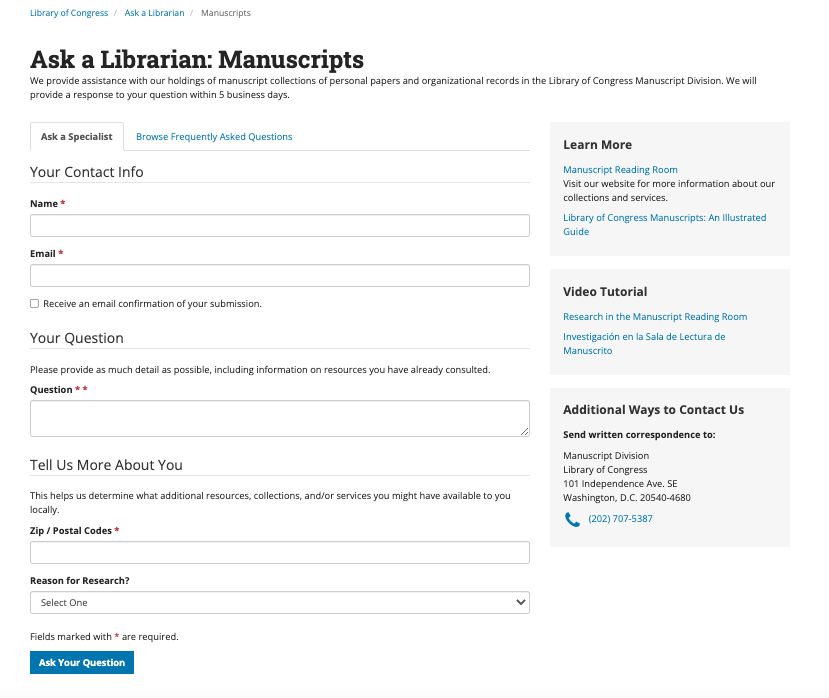 Library of Congress / Ask a Librarian / Manuscripts
Ask a Librarian: Manuscripts
We provide assistance with our holdings of manuscript collections of personal papers and organizational records in the Library of Congress Manuscript Division. We will
provide a response to your question within 5 business days.
Ask a Specialist
Browse Frequently Asked Questions
Your Contact Info
Name *
Email *
Receive an email confirmation of your submission.
Your Question
Please provide as much detail as possible, including information on resources you have already consulted.
Question * *
Tell Us More About You
This helps us determine what additional resources, collections, and/or services you might have available to you
locally.
Zip / Postal Codes *
Reason for Research?
Select One
Fields marked with * are required.
Ask Your Question
Learn More
Manuscript Reading Room
Visit our website for more information about our
collections and services.
Library of Congress Manuscripts: An Illustrated
Guide
Video Tutorial
Research in the Manuscript Reading Room
Investigación en la Sala de Lectura de
Manuscrito
Additional Ways to Contact Us
Send written correspondence to:
Manuscript Division
Library of Congress
101 Independence Ave. SE
Washington, D.C. 20540-4680
(202) 707-5387